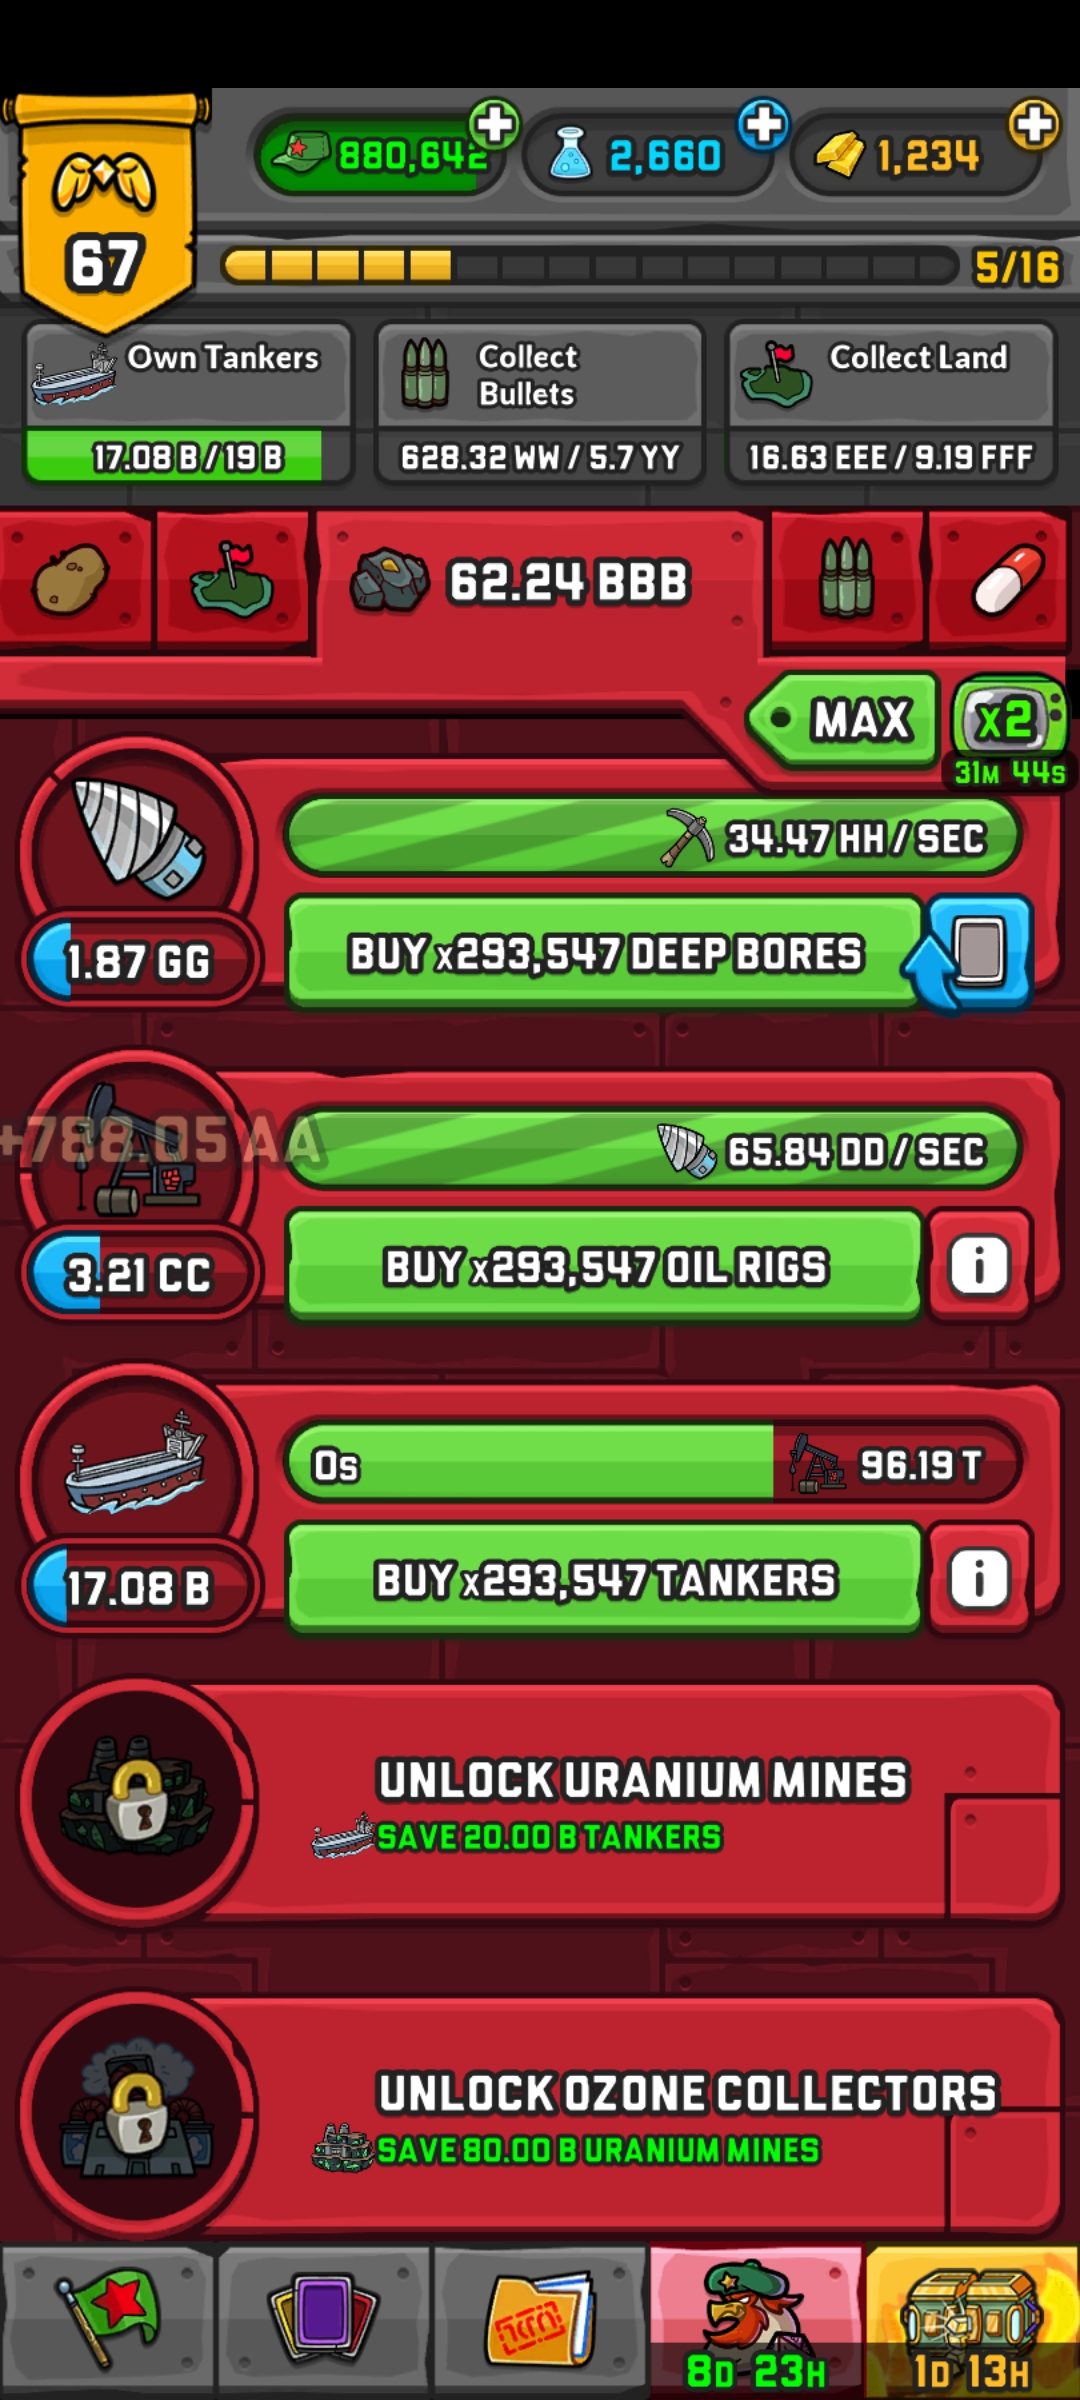 880,642
2,660
1,234
67
5/16
Own Tankers
17.08 B / 19 B
Collect
Bullets
628.32 WW / 5.7 YY
Collect Land
16.63 EEE / 9.19 FFF
62.24 BBB
MAX
x2
31M 44S
34.47 HH / SEC
1.87 GG
BUY x293,547 DEEP BORES
+788.05 AA
65.84 DD / SEC
3.21 CC
BUY x293,547 OIL RIGS
i
0s
96.19 T
17.08 B
BUY x293,547 TANKERS
i
UNLOCK URANIUM MINES
SAVE 20.00 B TANKERS
UNLOCK OZONE COLLECTORS
SAVE 80.00 B URANIUM MINES
8D 23H
1D 13H